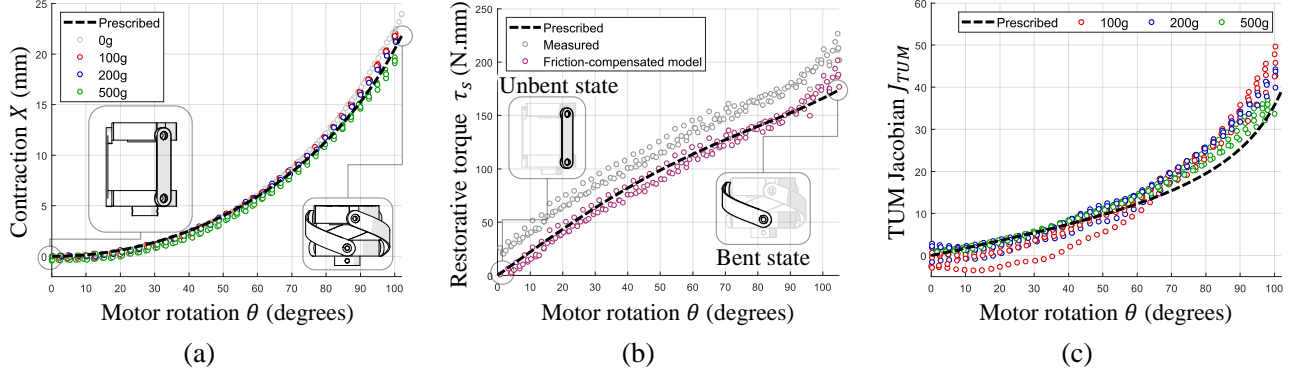 25
20
15
10
5
0
Contraction X (mm)
Prescribed
0g
100g
200g
500g
0 10 20 30 40 50 60 70 80 90 100
Motor rotation θ (degrees)
(a)
250
200
150
100
50
0
Restorative torque τs (N.mm)
Prescribed
Measured
Friction-compensated model
Unbent state
Bent state
0 10 20 30 40 50 60 70 80 90 100
Motor rotation θ (degrees)
(b)
60
50
40
30
20
10
0
TUM Jacobian JTUM
Prescribed 100g 200g 500g
0 10 20 30 40 50 60 70 80 90 100
Motor rotation θ (degrees)
(c)